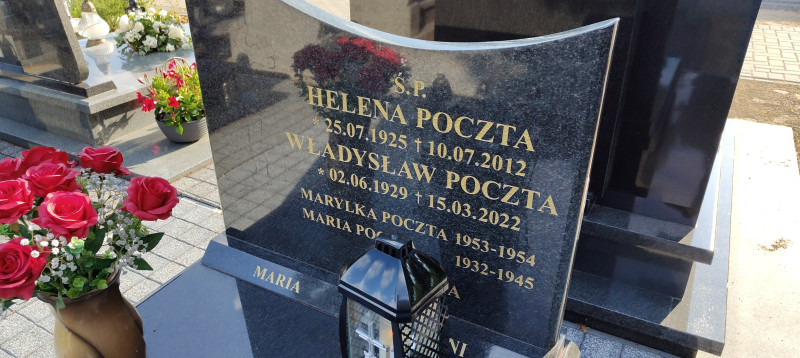 Ś.P.
HELENA POCZTA
* 25.07.1925 † 10.07.2012
WŁADYSŁAW POCZTA
* 02.06.1929 † 15.03.2022
MARYLKA POCZTA 1953-1954
MARIA 1932-1945
MARIA